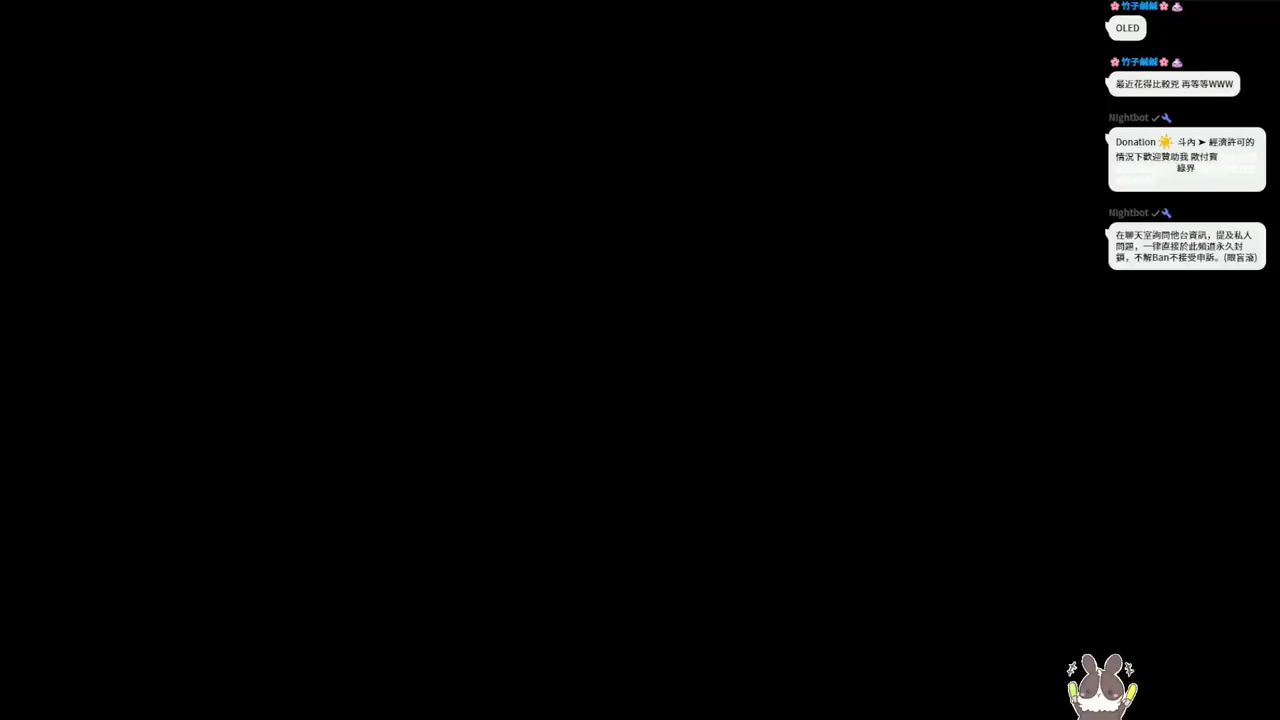 竹子鹹鹹
OLED
竹子鹹鹹
最近花得比較兇 再等等WWW
Nightbot
Donation ☀ 斗內 ➤ 經濟許可的
情況下歡迎贊助我 歐付寶
綠界
Nightbot
在聊天室詢問他台資訊，提及私人
問題，一律直接於此頻道永久封
鎖，不解Ban不接受申訴。(眼盲滾)